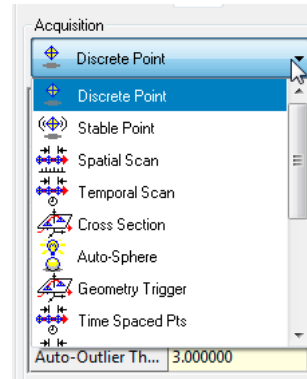 Acquisition
Discrete Point
Discrete Point
Stable Point
Spatial Scan
Temporal Scan
Cross Section
Auto-Sphere
Geometry Trigger
Time Spaced Pts
Auto-Outlier Th... 3.000000